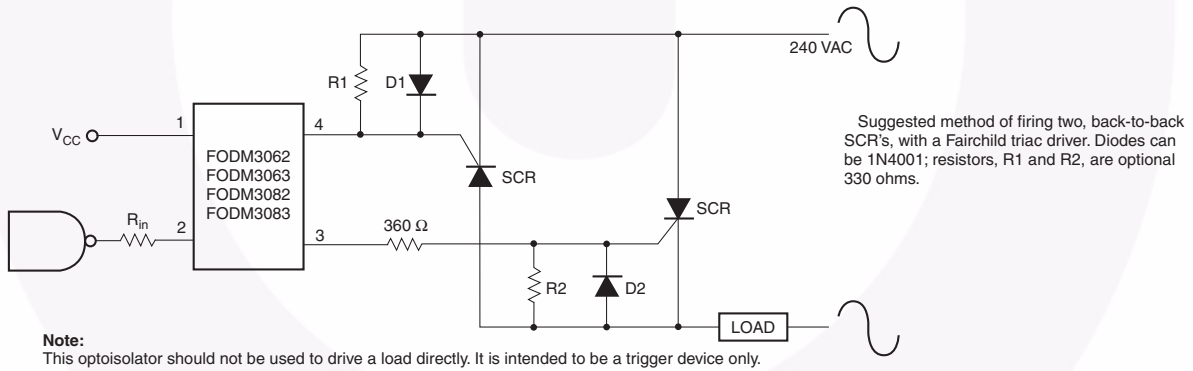 240 VAC
R1
D1
V_CC
1
4
FODM3062
FODM3063
FODM3082
FODM3083
Suggested method of firing two, back-to-back
SCR's, with a Fairchild triac driver. Diodes can
be 1N4001; resistors, R1 and R2, are optional
330 ohms.
SCR
SCR
R_in
2
3
360 Ω
R2
D2
LOAD
Note:
This optoisolator should not be used to drive a load directly. It is intended to be a trigger device only.